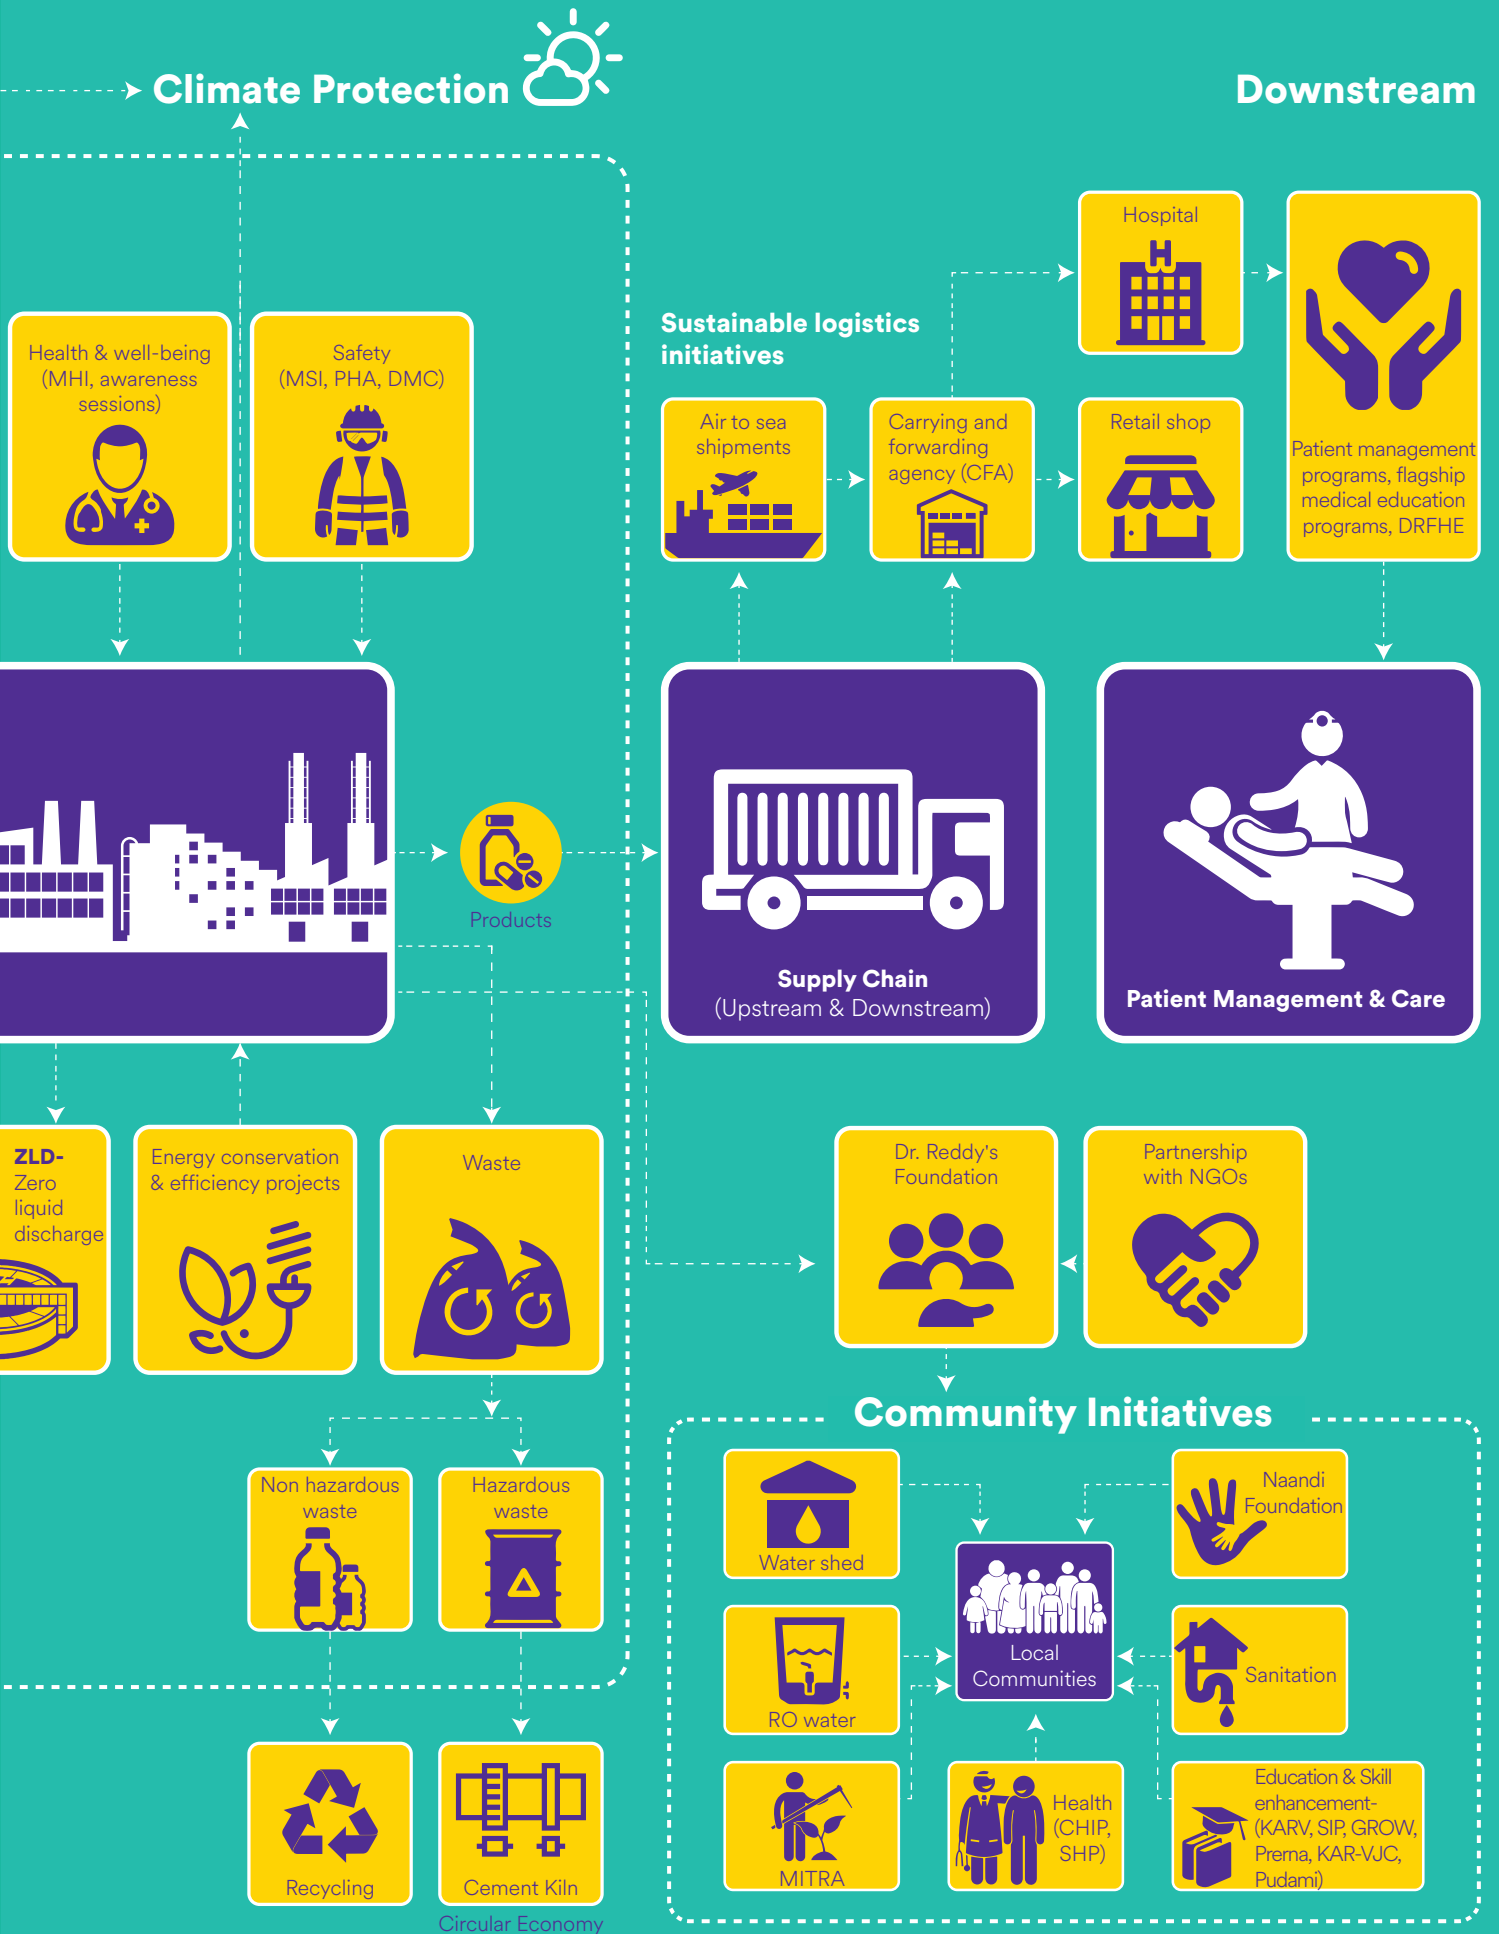 Climate Protection
Downstream
Hospital
Sustainable logistics
initiatives
Health & well-being
(MHI, awareness
sessions)
Safety
(MSI, PHA, DMC)
Air to sea
shipments
Carrying and
forwarding
agency (CFA)
Retail shop
Patient management
programs, flagship
medical education
programs, DRFHE
Products
Supply Chain
(Upstream & Downstream)
Patient Management & Care
ZLD-
Zero
liquid
discharge
Energy conservation
& efficiency projects
Waste
Dr. Reddy's
Foundation
Partnership
with NGOs
Community Initiatives
Non hazardous
waste
Hazardous
waste
Water shed
Naandi
Foundation
Local
Communities
RO water
Sanitation
Recycling
Cement Kiln
Circular Economy
MITRA
Health
(CHIP,
SHP)
Education & Skill
enhancement-
(KARV, SIP, GROW,
Prerna, KAR-VJC,
Pudami)